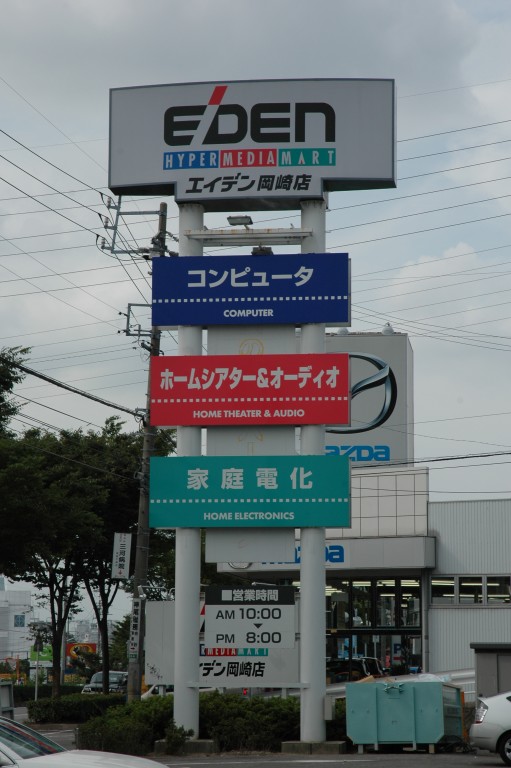 EDEN
HYPER MEDIA MART
エイデン 岡崎店
コンピュータ
COMPUTER
ホームシアター&オーディオ
HOME THEATER & AUDIO
家庭電化
HOME ELECTRONICS
■営業時間
AM 10:00
PM 8:00
MEDIA MART
エイデン岡崎店